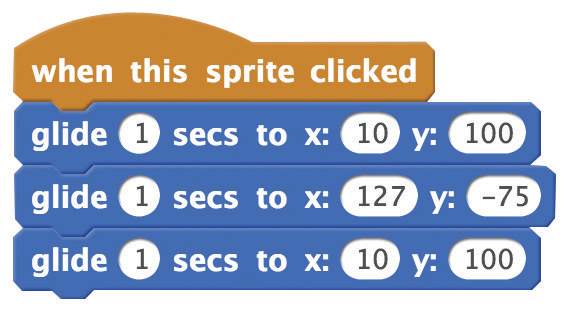 when this sprite clicked
glide 1 secs to x: 10 y: 100
glide 1 secs to x: 127 y: -75
glide 1 secs to x: 10 y: 100